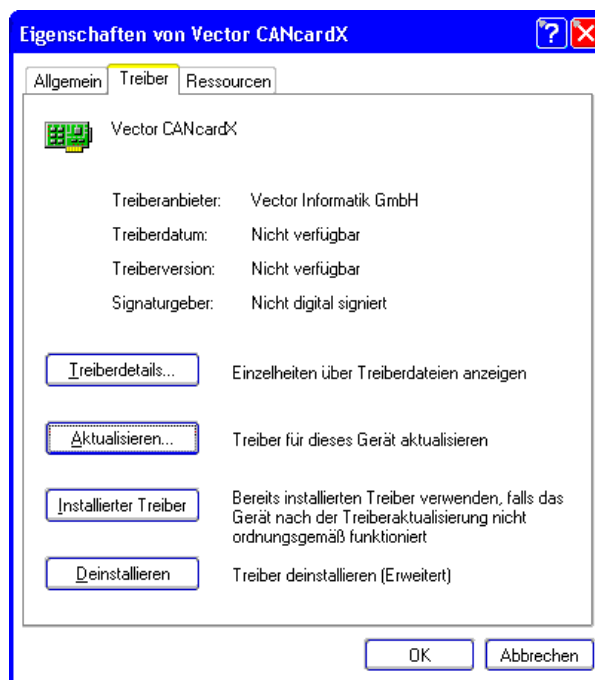 Eigenschaften von Vector CANcardX
Allgemein Treiber Ressourcen
Vector CANcardX
Treiberanbieter: Vector Informatik GmbH
Treiberdatum: Nicht verfügbar
Treiberversion: Nicht verfügbar
Signaturgeber: Nicht digital signiert
Treiberdetails... Einzelheiten über Treiberdateien anzeigen
Aktualisieren... Treiber für dieses Gerät aktualisieren
Installierter Treiber Bereits installierten Treiber verwenden, falls das
Gerät nach der Treiberaktualisierung nicht
ordnungsgemäß funktioniert
Deinstallieren Treiber deinstallieren (Erweitert)
OK Abbrechen